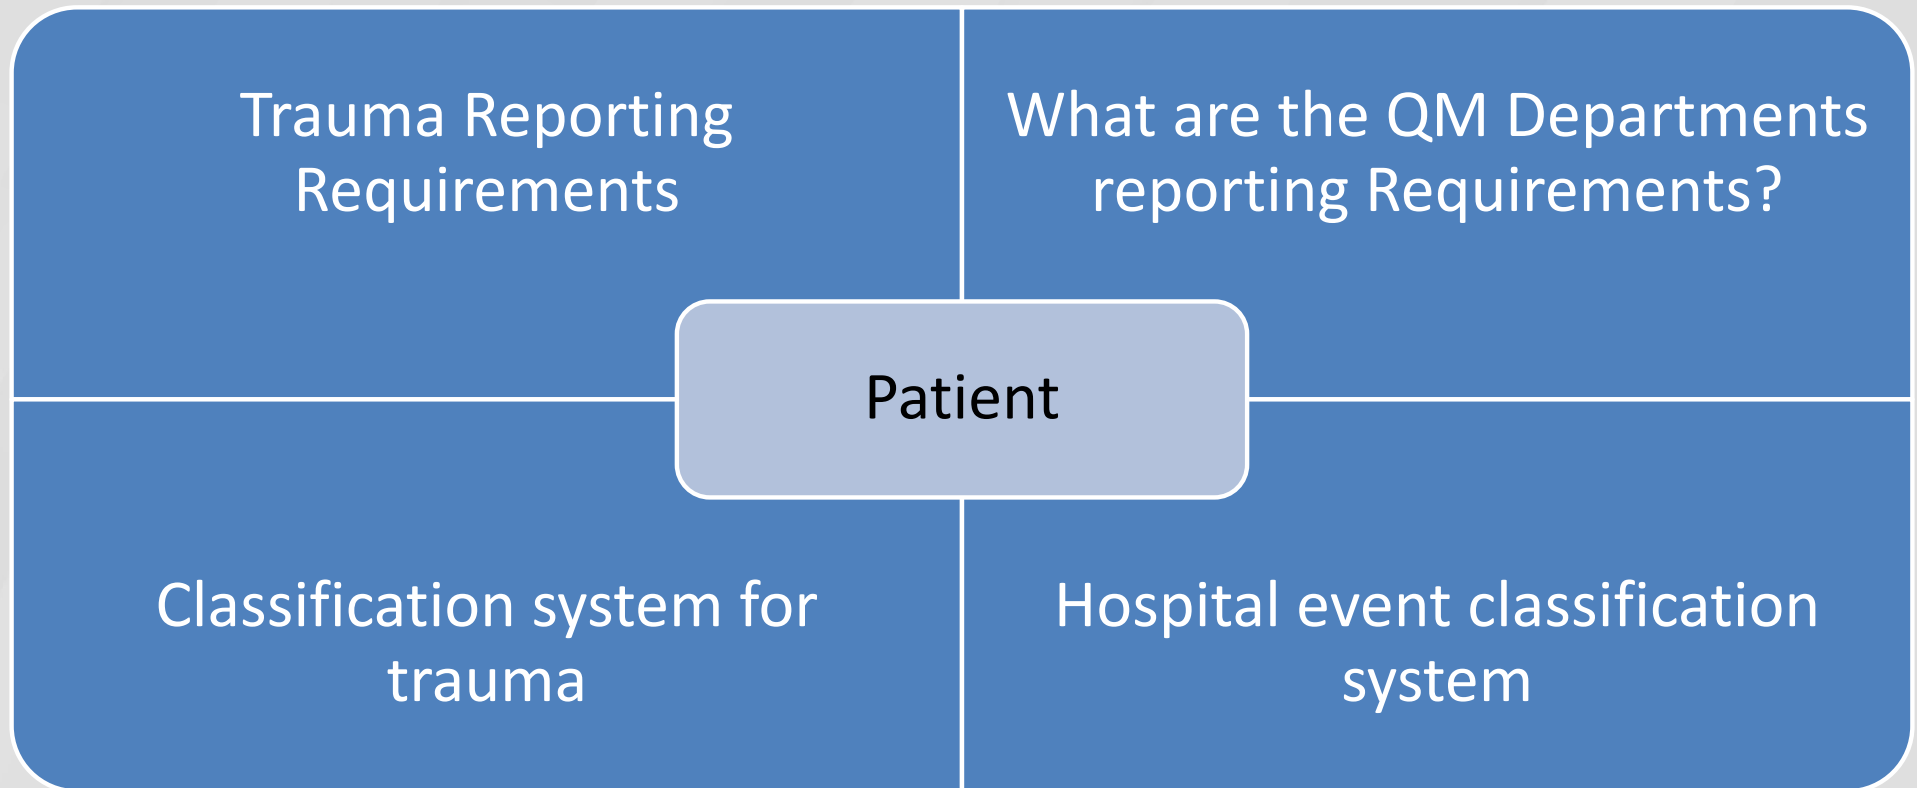 Trauma Reporting
Requirements
What are the QM Departments
reporting Requirements?
Patient
Classification system for
trauma
Hospital event classification
system